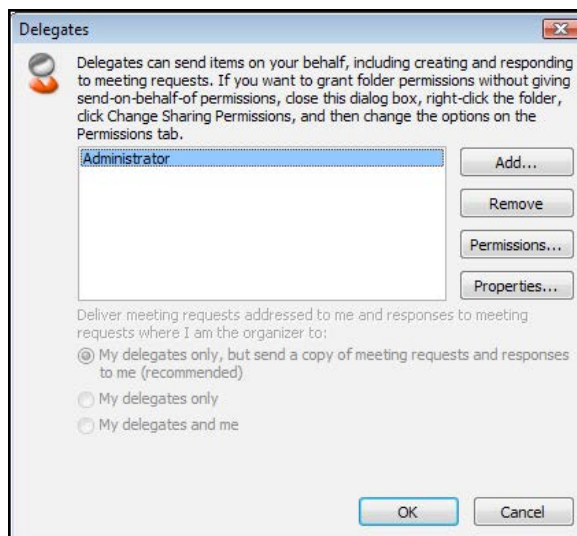 Delegates
Delegates can send items on your behalf, including creating and responding
to meeting requests. If you want to grant folder permissions without giving
send-on-behalf-of permissions, close this dialog box, right-click the folder,
click Change Sharing Permissions, and then change the options on the
Permissions tab.
Administrator
Add...
Remove
Permissions...
Properties...
Deliver meeting requests addressed to me and responses to meeting
requests where I am the organizer to:
My delegates only, but send a copy of meeting requests and responses
to me (recommended)
My delegates only
My delegates and me
OK
Cancel